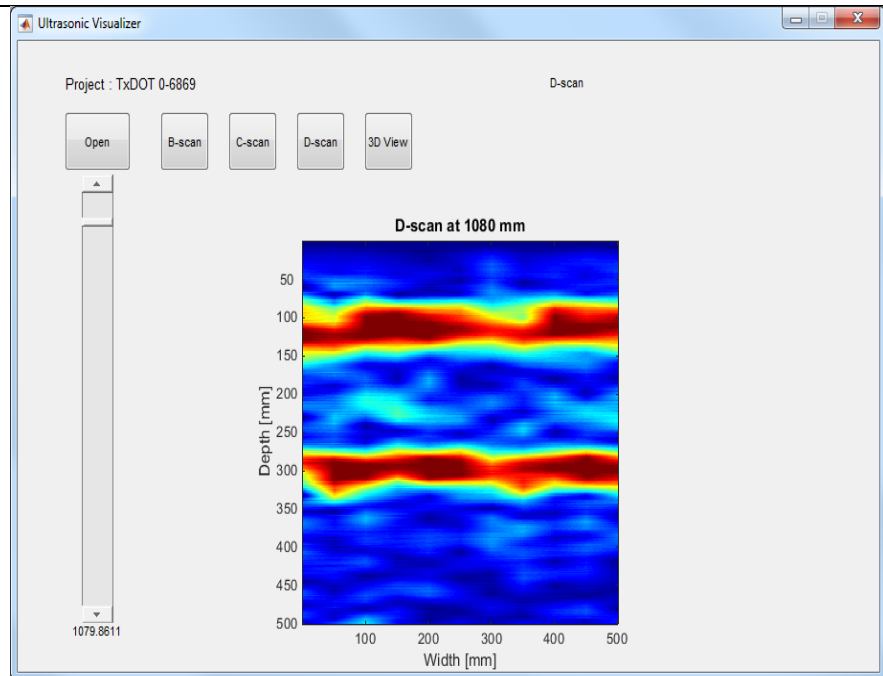 Ultrasonic Visualizer
Project : TxDOT 0-6869
D-scan
Open
B-scan
C-scan
D-scan
3D View
D-scan at 1080 mm
50
100
150
200
250
300
350
400
450
500
Depth [mm]
100
200
300
400
500
Width [mm]
1079.8611